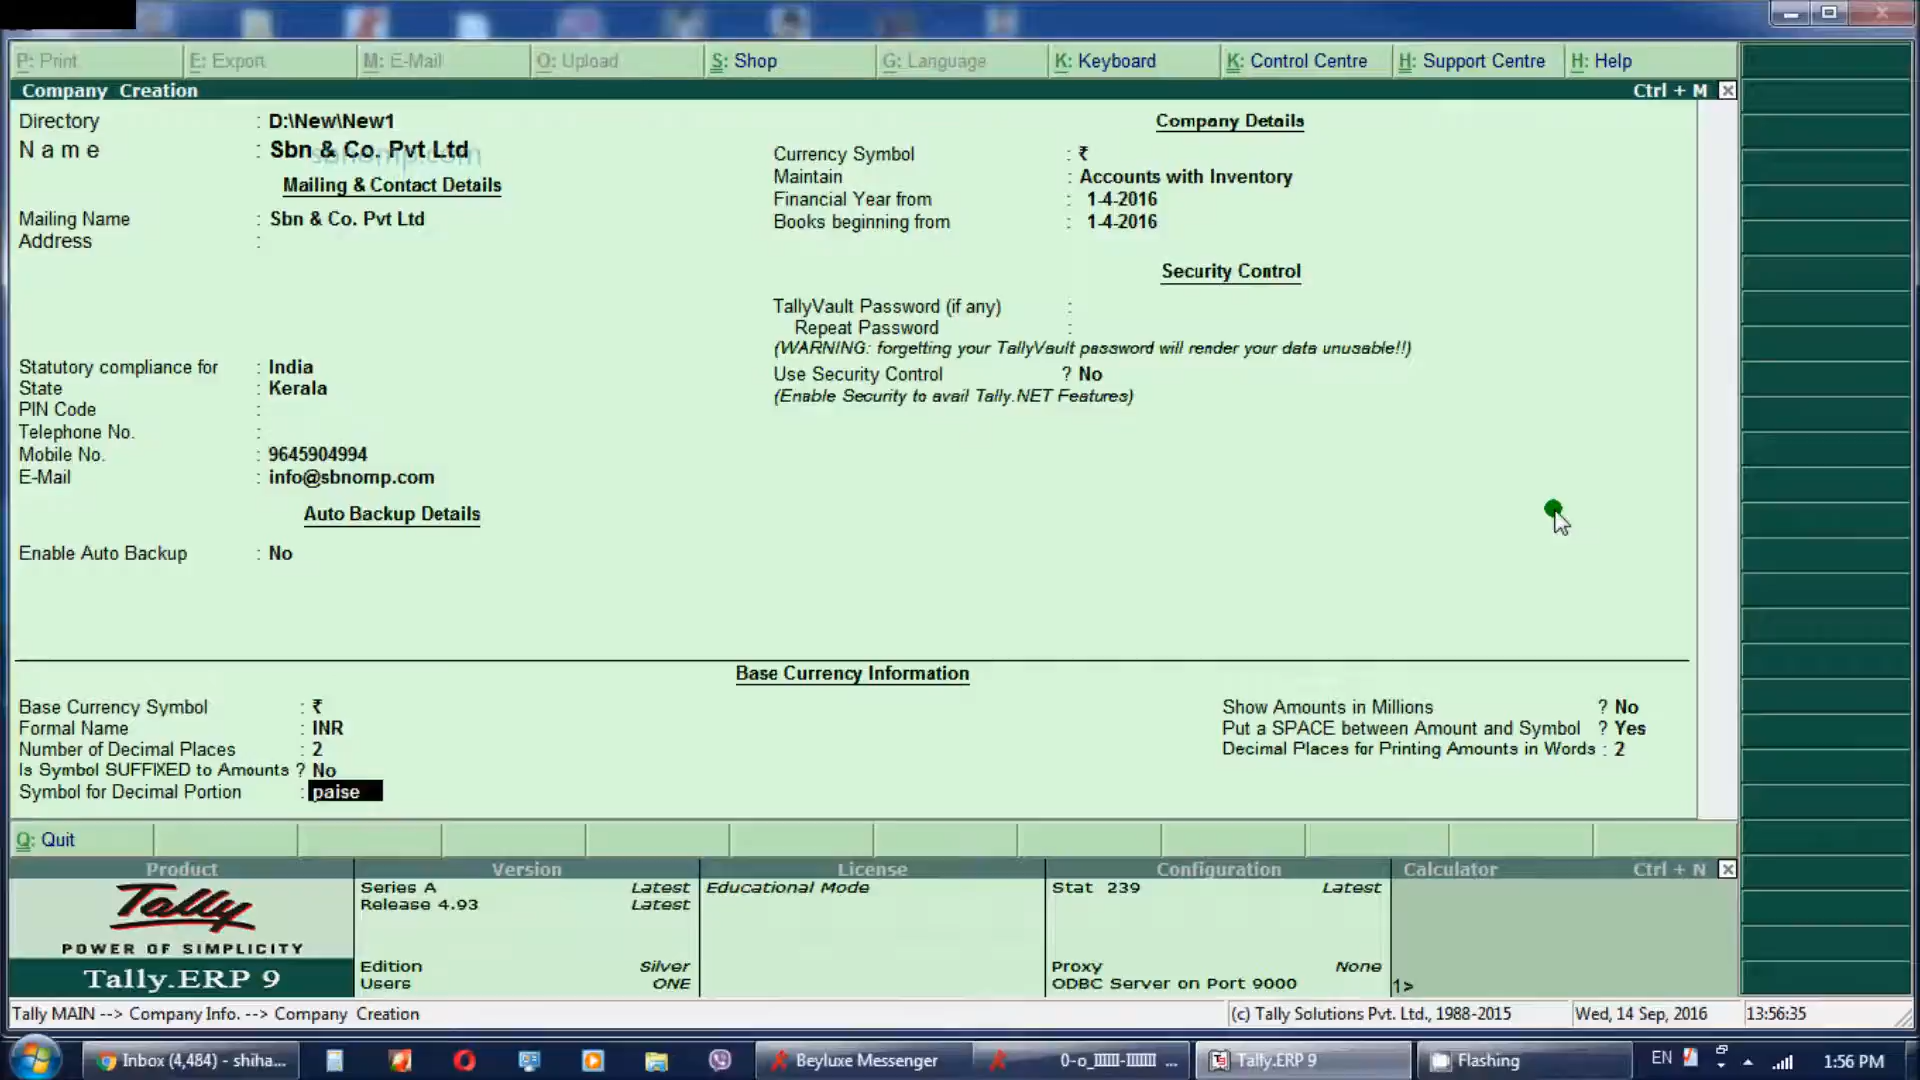 P: Print
E: Export
M: E-Mail
O: Upload
S: Shop
G: Language
K: Keyboard
K: Control Centre
H: Support Centre
H: Help
Company Creation
Ctrl + M
Directory : D:\New\New1
Name : Sbn & Co. Pvt Ltd
sbnomp.com
Mailing & Contact Details
Mailing Name : Sbn & Co. Pvt Ltd
Address :
Statutory compliance for : India
State : Kerala
PIN Code :
Telephone No. :
Mobile No. : 9645904994
E-Mail : info@sbnomp.com
Auto Backup Details
Enable Auto Backup : No
Company Details
Currency Symbol : ₹
Maintain : Accounts with Inventory
Financial Year from : 1-4-2016
Books beginning from : 1-4-2016
Security Control
TallyVault Password (if any) :
Repeat Password :
(WARNING: forgetting your TallyVault password will render your data unusable!!)
Use Security Control ? No
(Enable Security to avail Tally.NET Features)
Base Currency Information
Base Currency Symbol : ₹
Formal Name : INR
Number of Decimal Places : 2
Is Symbol SUFFIXED to Amounts ? No
Symbol for Decimal Portion : paise
Show Amounts in Millions ? No
Put a SPACE between Amount and Symbol ? Yes
Decimal Places for Printing Amounts in Words : 2
Q: Quit
Product
Tally
POWER OF SIMPLICITY
Tally.ERP 9
Version
Series A Latest
Release 4.93 Latest
Edition Silver
Users ONE
License
Educational Mode
Configuration
Stat 239 Latest
Proxy None
ODBC Server on Port 9000
Calculator Ctrl + N
1>
Tally MAIN --> Company Info. --> Company Creation
(c) Tally Solutions Pvt. Ltd., 1988-2015
Wed, 14 Sep, 2016
13:56:35
Inbox (4,484) - shiha...
Beyluxe Messenger
Tally.ERP 9
Flashing
EN
1:56 PM